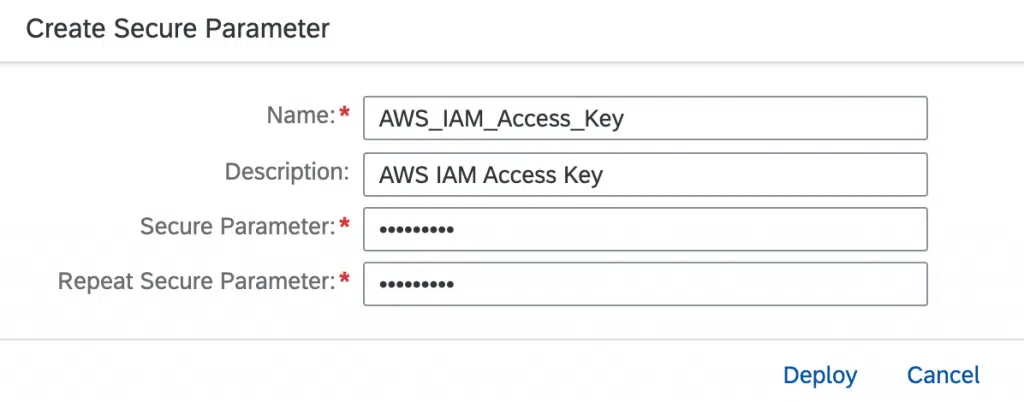 Create Secure Parameter
Name:* AWS_IAM_Access_Key
Description: AWS IAM Access Key
Secure Parameter:* •••••••••
Repeat Secure Parameter:* •••••••••
Deploy Cancel